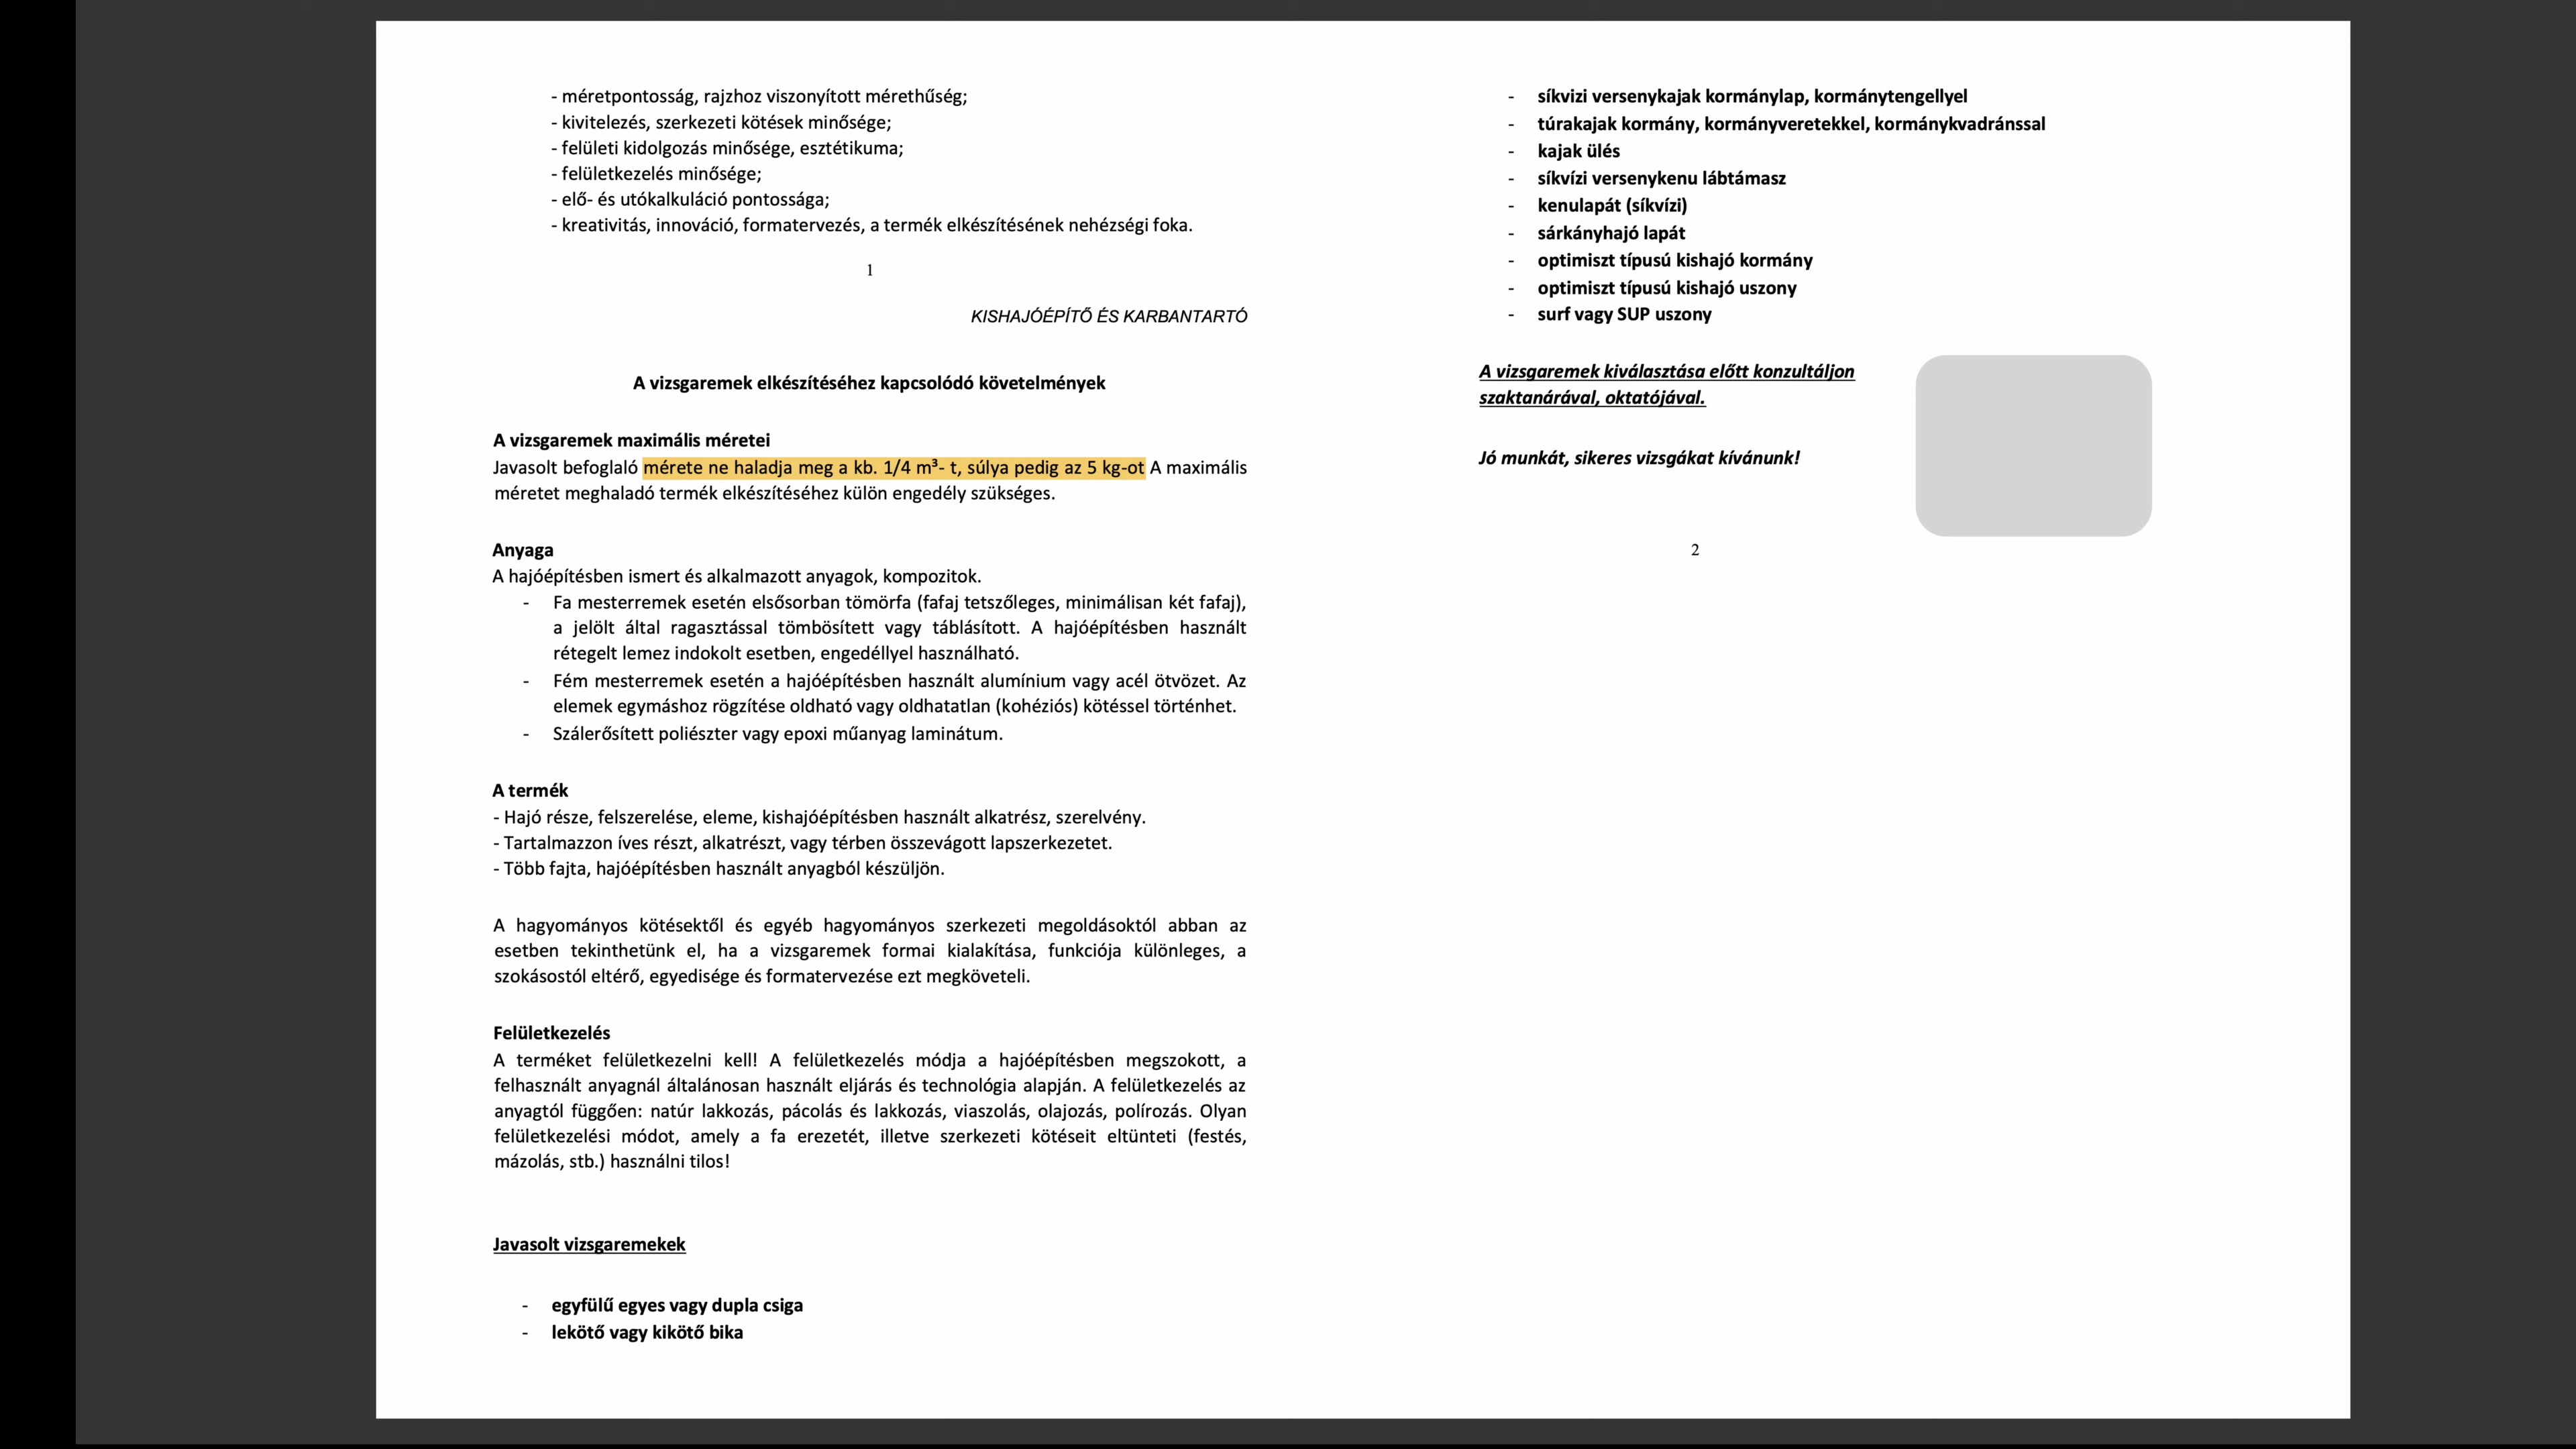 - méretpontosság, rajzhoz viszonyított mérethűség;
- kivitelezés, szerkezeti kötések minősége;
- felületi kidolgozás minősége, esztétikuma;
- felületkezelés minősége;
- elő- és utókalkuláció pontossága;
- kreativitás, innováció, formatervezés, a termék elkészítésének nehézségi foka.
1
KISHAJÓÉPÍTŐ ÉS KARBANTARTÓ
A vizsgaremek elkészítéséhez kapcsolódó követelmények
A vizsgaremek maximális méretei
Javasolt befoglaló mérete ne haladja meg a kb. 1/4 m³- t, súlya pedig az 5 kg-ot A maximális
méretet meghaladó termék elkészítéséhez külön engedély szükséges.
Anyaga
A hajóépítésben ismert és alkalmazott anyagok, kompozitok.
- Fa mesterremek esetén elsősorban tömörfa (fafaj tetszőleges, minimálisan két fafaj),
a jelölt által ragasztással tömbösített vagy táblásított. A hajóépítésben használt
rétegelt lemez indokolt esetben, engedéllyel használható.
- Fém mesterremek esetén a hajóépítésben használt alumínium vagy acél ötvözet. Az
elemek egymáshoz rögzítése oldható vagy oldhatatlan (kohéziós) kötéssel történhet.
- Szálerősített poliészter vagy epoxi műanyag laminátum.
A termék
- Hajó része, felszerelése, eleme, kishajóépítésben használt alkatrész, szerelvény.
- Tartalmazzon íves részt, alkatrészt, vagy térben összevágott lapszerkezetet.
- Több fajta, hajóépítésben használt anyagból készüljön.
A hagyományos kötésektől és egyéb hagyományos szerkezeti megoldásoktól abban az
esetben tekinthetünk el, ha a vizsgaremek formai kialakítása, funkciója különleges, a
szokásostól eltérő, egyedisége és formatervezése ezt megköveteli.
Felületkezelés
A terméket felületkezelni kell! A felületkezelés módja a hajóépítésben megszokott, a
felhasznált anyagnál általánosan használt eljárás és technológia alapján. A felületkezelés az
anyagtól függően: natúr lakkozás, pácolás és lakkozás, viaszolás, olajozás, polírozás. Olyan
felületkezelési módot, amely a fa erezetét, illetve szerkezeti kötéseit eltünteti (festés,
mázolás, stb.) használni tilos!
Javasolt vizsgaremekek
- egyfülű egyes vagy dupla csiga
- lekötő vagy kikötő bika
- síkvizi versenykajak kormánylap, kormánytengellyel
- túrakajak kormány, kormányveretekkel, kormánykvadránssal
- kajak ülés
- síkvízi versenykenu lábtámasz
- kenulapát (síkvízi)
- sárkányhajó lapát
- optimiszt típusú kishajó kormány
- optimiszt típusú kishajó uszony
- surf vagy SUP uszony
A vizsgaremek kiválasztása előtt konzultáljon
szaktanárával, oktatójával.
Jó munkát, sikeres vizsgákat kívánunk!
2